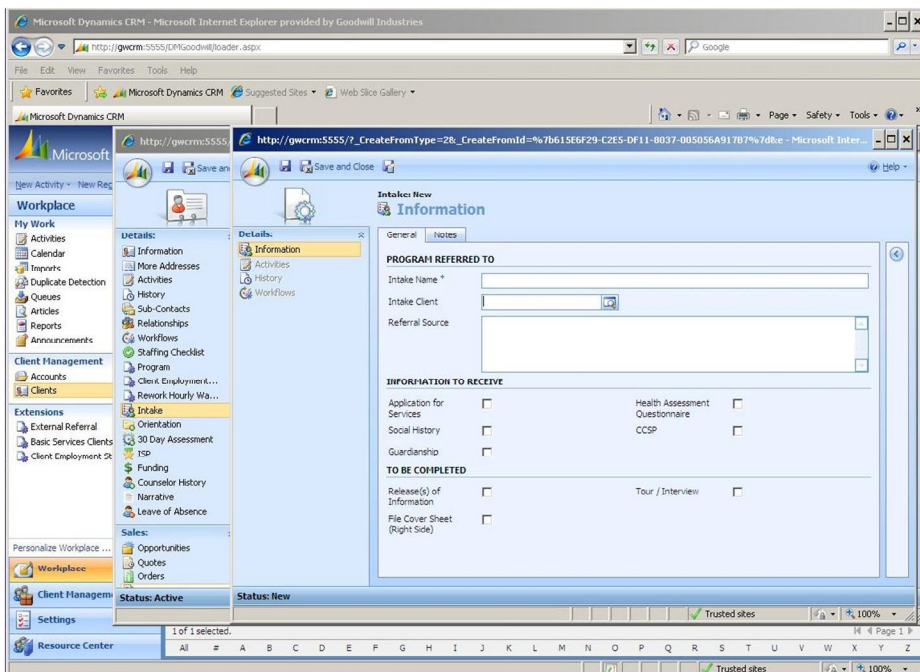 Microsoft Dynamics CRM - Microsoft Internet Explorer provided by Goodwill Industries
http://gwcrm:5555/DMGoodwill/loader.aspx
Google
File Edit View Favorites Tools Help
Favorites Microsoft Dynamics CRM Suggested Sites Web Slice Gallery
Microsoft Dynamics CRM
Page Safety Tools
Microsoft
New Activity New Rec
Workplace
My Work
Activities
Calendar
Imports
Duplicate Detection
Queues
Articles
Reports
Announcements
Client Management
Accounts
Clients
Extensions
External Referral
Basic Services Clients
Client Employment St
Personalize Workplace ...
Workplace
Client Managem
Settings
Resource Center
http://gwcrm:5555
Save an
Details:
Information
More Addresses
Activities
History
Sub-Contacts
Relationships
Workflows
Staffing Checklist
Program
Client Employment...
Rework Hourly Wa...
Intake
Orientation
30 Day Assessment
ISP
Funding
Counselor History
Narrative
Leave of Absence
Sales:
Opportunities
Quotes
Orders
Status: Active
http://gwcrm:5555/?_CreateFromType=2&_CreateFromId=%7b615E6F29-C2E5-DF11-8037-005056A917B7%7d&e - Microsoft Inter...
Save and Close
Help
Details:
Information
Activities
History
Workflows
Intake: New
Information
General Notes
PROGRAM REFERRED TO
Intake Name *
Intake Client
Referral Source
INFORMATION TO RECEIVE
Application for Services
Health Assessment Questionnaire
Social History
CCSP
Guardianship
TO BE COMPLETED
Release(s) of Information
Tour / Interview
File Cover Sheet (Right Side)
Status: New
Trusted sites 100%
1 of 1 selected.
Page 1
All # A B C D E F G H I J K L M N O P Q R S T U V W X Y Z
Trusted sites 100%